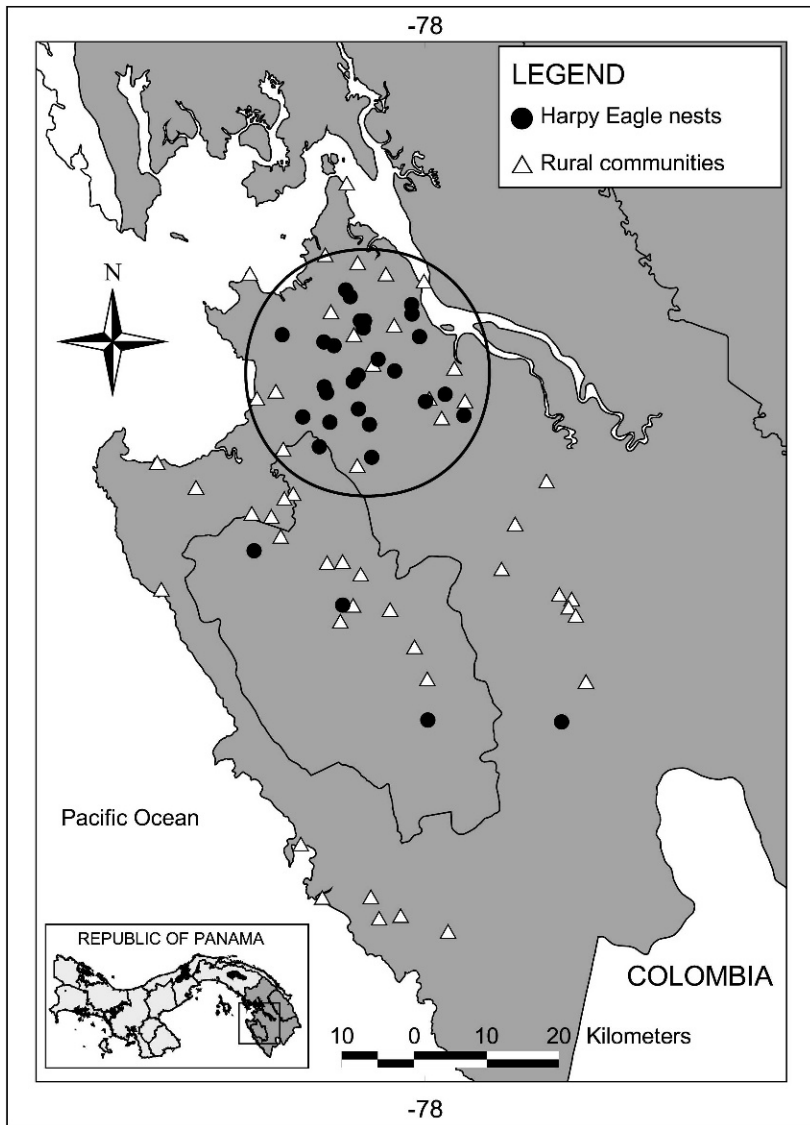 -78
LEGEND
Harpy Eagle nests
Rural communities
N
Pacific Ocean
REPUBLIC OF PANAMA
COLOMBIA
10 0 10 20 Kilometers
-78